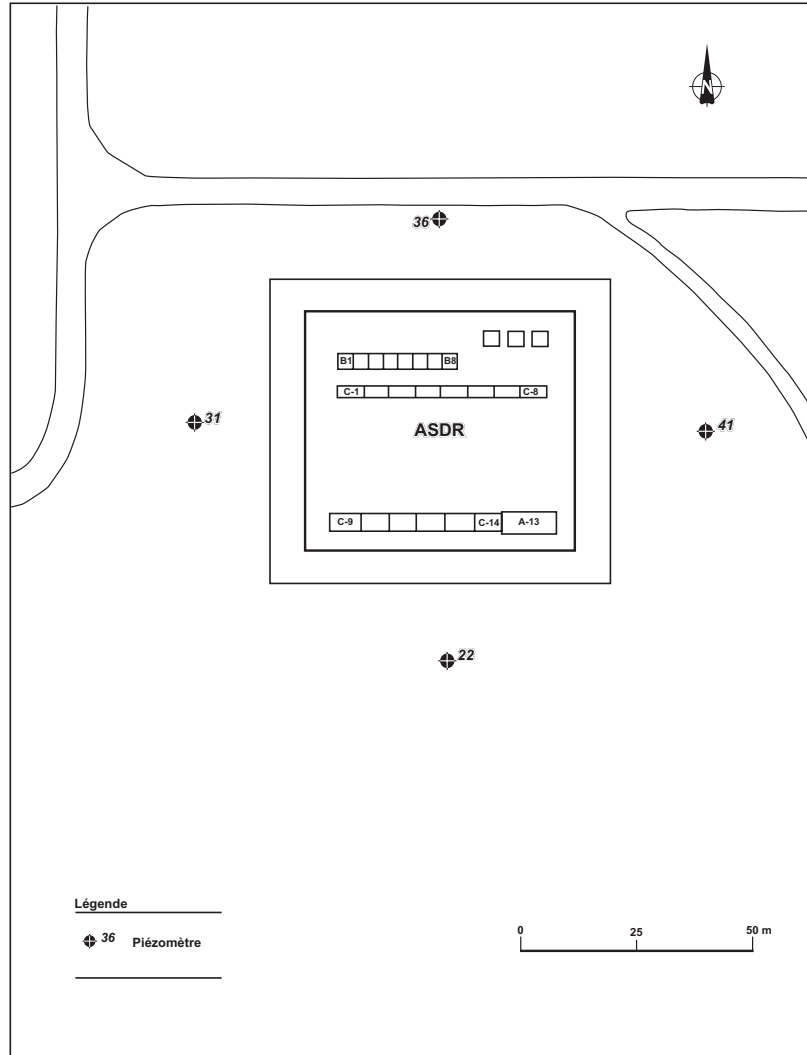 N
36
B1 B8
C-1 C-8
31
ASDR
41
C-9 C-14 A-13
22
Légende
36 Piézomètre
0 25 50 m